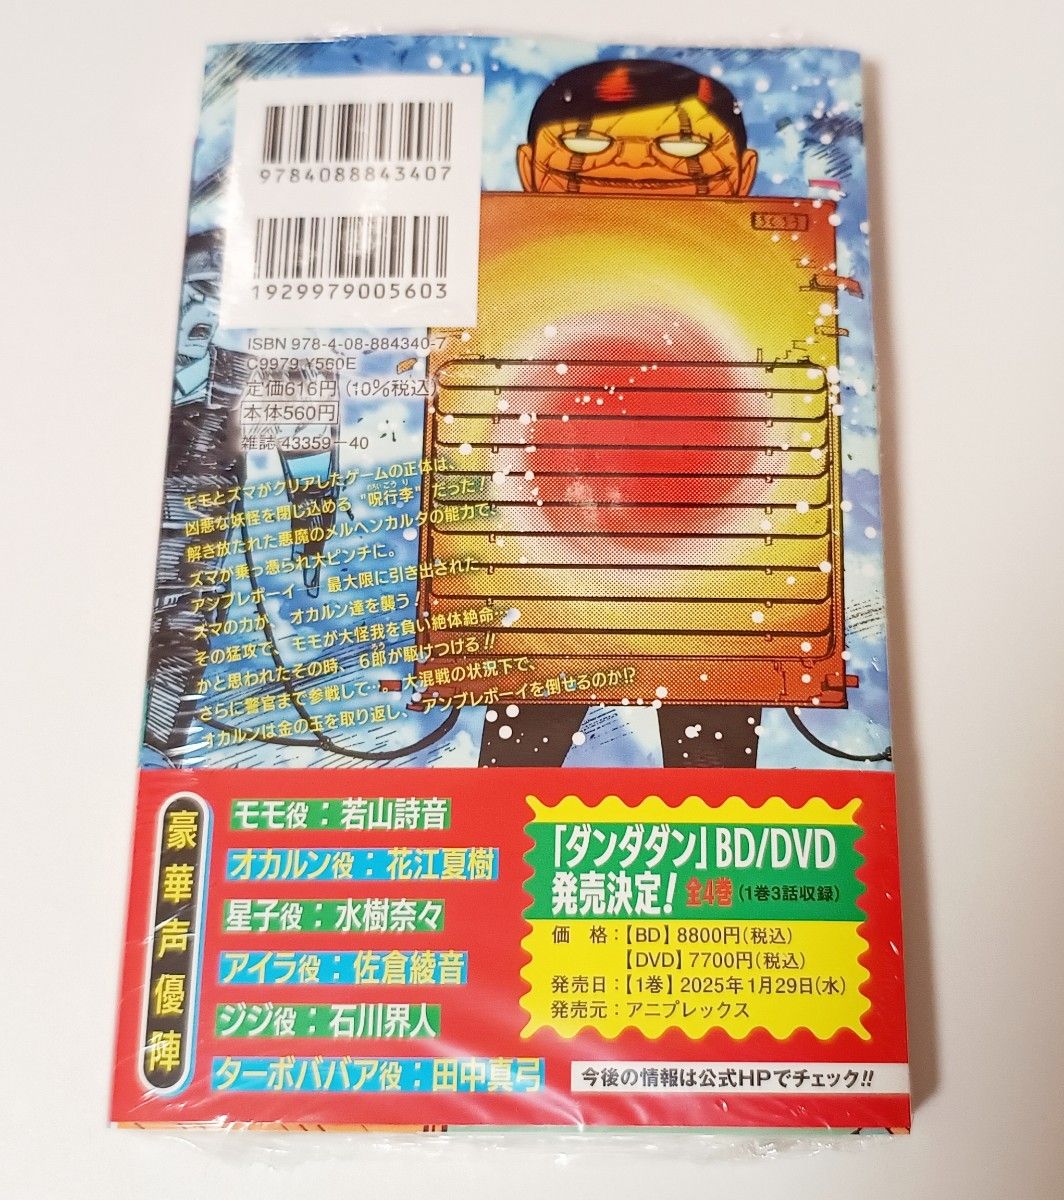 9784088843407
1929979005603
ISBN 978-4-08-884340-7
C9979 ¥560E
定価616円（10%税込）
本体560円
雑誌 43359－40
モモとズマがクリアしたゲームの正体は、
凶悪な妖怪を閉じ込める“呪行李”だった！
のろいこうり
解き放たれた悪魔のメルヘンカルタの能力で、
ズマが乗っ憑られ大ピンチに。
アンブレボーイ──最大限に引き出された
ズマの力が、オカルン達を襲う！
その猛攻で、モモが大怪我を負い絶体絶命…
かと思われたその時、6郎が駆けつける!!
ろう
さらに警官まで参戦して…。大混戦の状況下で、
オカルンは金の玉を取り返し、アンブレボーイを倒せるのか!?
豪華声優陣
モモ役：若山詩音
オカルン役：花江夏樹
星子役：水樹奈々
アイラ役：佐倉綾音
ジジ役：石川界人
ターボババア役：田中真弓
「ダンダダン」BD/DVD
発売決定！全4巻（1巻3話収録）
価　格：【BD】8800円（税込）
【DVD】7700円（税込）
発売日：【1巻】2025年1月29日（水）
発売元：アニプレックス
今後の情報は公式HPでチェック!!